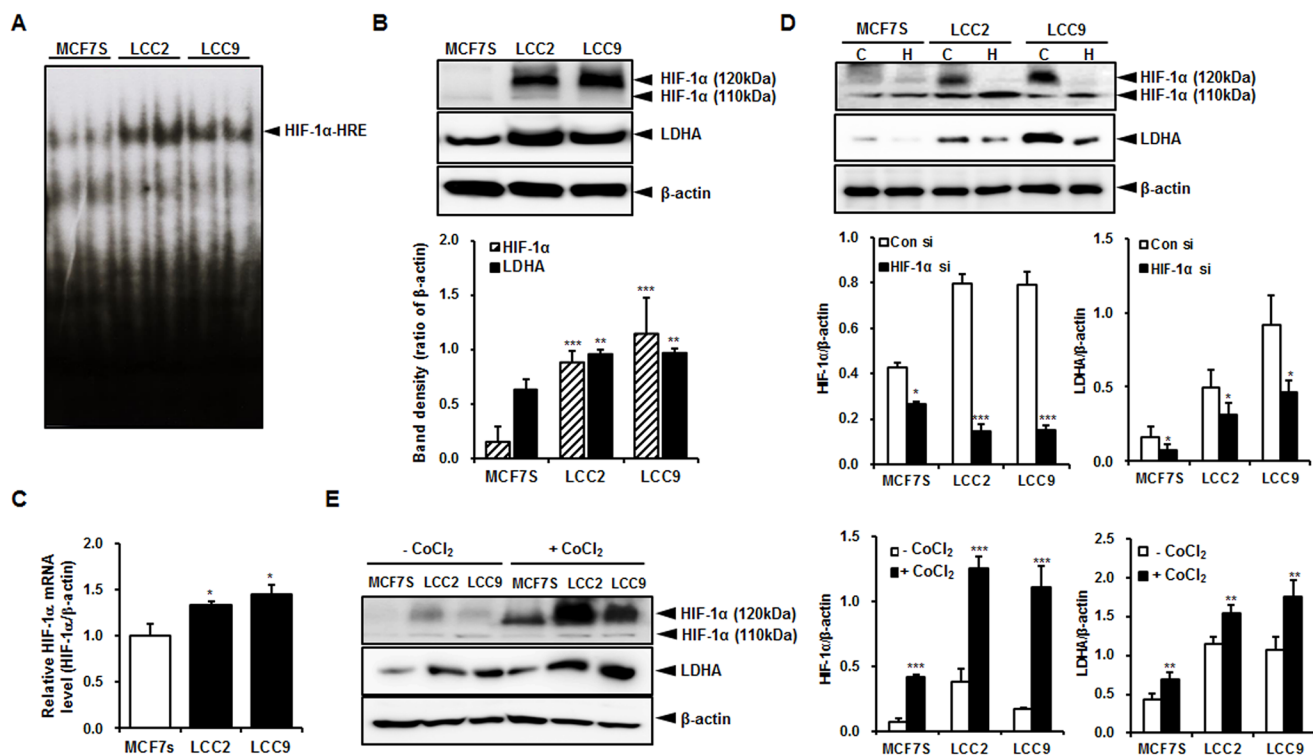 A
MCF7S LCC2 LCC9
HIF-1α-HRE
B
MCF7S LCC2 LCC9
HIF-1α (120kDa)
HIF-1α (110kDa)
LDHA
β-actin
2.0
1.5
1.0
0.5
0.0
Band density (ratio of β-actin)
HIF-1α
LDHA
*** ** *** **
MCF7S LCC2 LCC9
C
2.0
1.5
1.0
0.5
0.0
Relative HIF-1α mRNA
level (HIF-1α/β-actin)
* *
MCF7s LCC2 LCC9
D
MCF7S LCC2 LCC9
C H C H C H
HIF-1α (120kDa)
HIF-1α (110kDa)
LDHA
β-actin
1.0
0.8
0.6
0.4
0.2
0.0
HIF-1α/β-actin
Con si
HIF-1α si
* *** ***
MCF7S LCC2 LCC9
1.5
1.0
0.5
0.0
LDHA/β-actin
Con si
HIF-1α si
* * *
MCF7S LCC2 LCC9
E
- CoCl₂ + CoCl₂
MCF7S LCC2 LCC9 MCF7S LCC2 LCC9
HIF-1α (120kDa)
HIF-1α (110kDa)
LDHA
β-actin
1.5
1.0
0.5
0.0
HIF-1α/β-actin
- CoCl₂
+ CoCl₂
*** *** ***
MCF7S LCC2 LCC9
2.5
2.0
1.5
1.0
0.5
0.0
LDHA/β-actin
- CoCl₂
+ CoCl₂
** ** **
MCF7S LCC2 LCC9